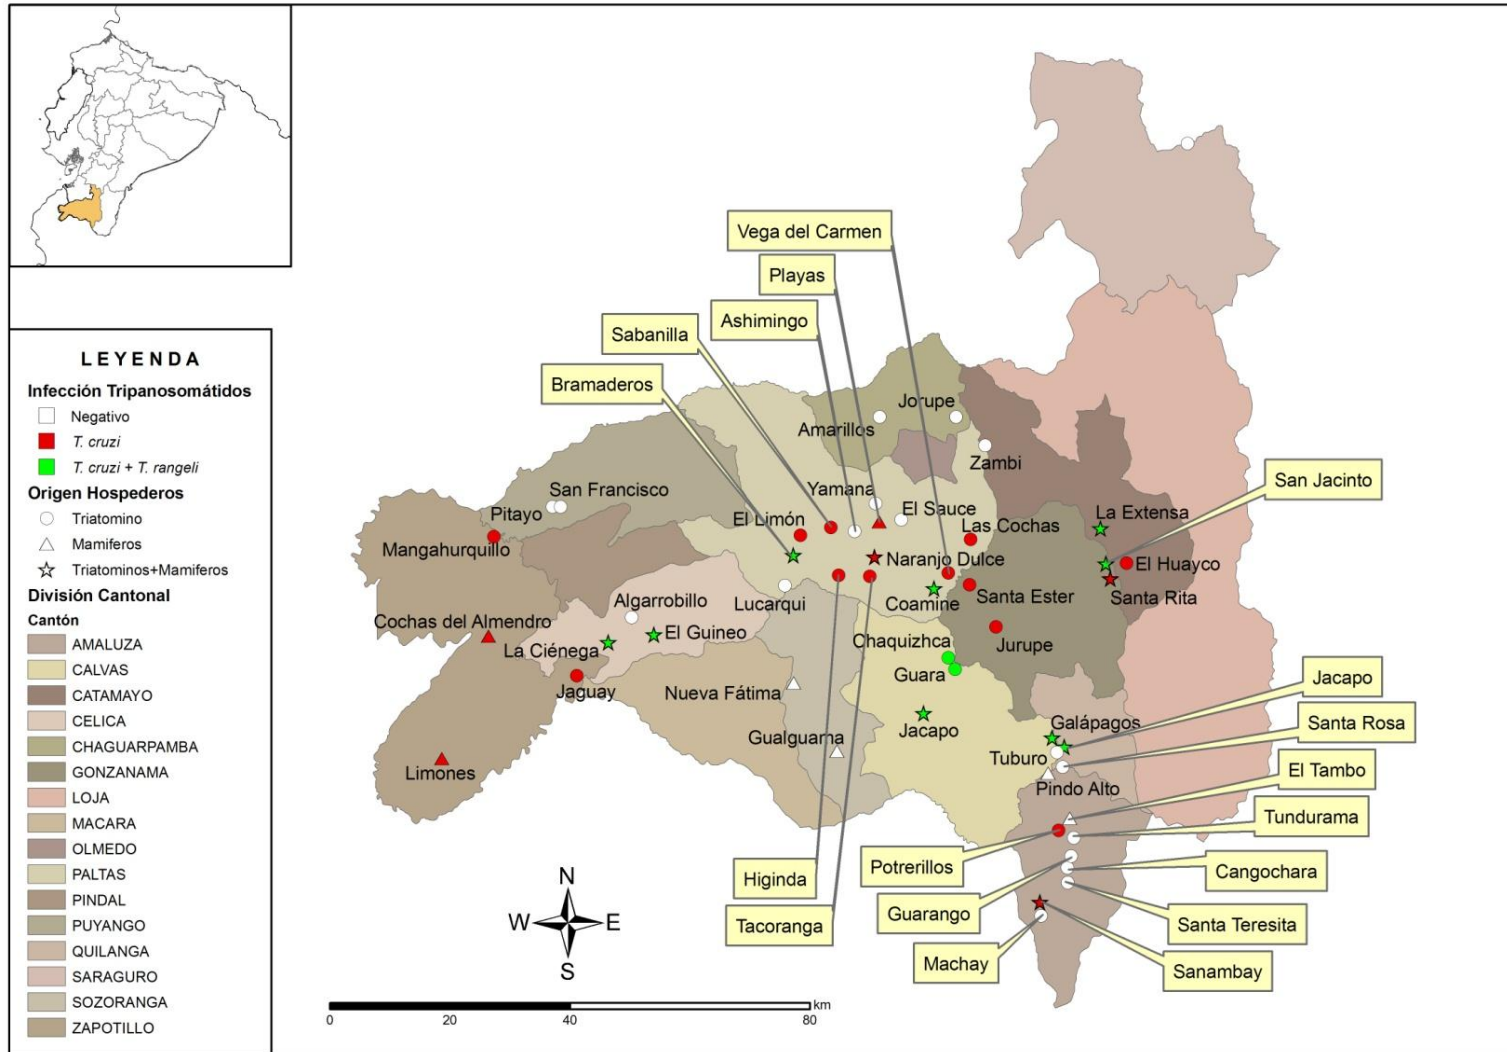 LEYENDA
Infección Tripanosomátidos
Negativo
T. cruzi
T. cruzi + T. rangeli
Origen Hospederos
Triatomino
Mamiferos
Triatominos+Mamiferos
División Cantonal
Cantón
AMALUZA
CALVAS
CATAMAYO
CELICA
CHAGUARPAMBA
GONZANAMA
LOJA
MACARA
OLMEDO
PALTAS
PINDAL
PUYANGO
QUILANGA
SARAGURO
SOZORANGA
ZAPOTILLO
Vega del Carmen
Playas
Ashimingo
Sabanilla
Bramaderos
Jorupe
Amarillos
Zambi
San Jacinto
San Francisco
Pitayo
Yamana
El Sauce
El Limón
Las Cochas
La Extensa
Mangahurquillo
Naranjo Dulce
El Huayco
Santa Rita
Algarrobillo
Lucarqui
Coamine
Santa Ester
Cochas del Almendro
El Guineo
La Ciénega
Chaquizhca
Jurupe
Guara
Jaguay
Nueva Fátima
Jacapo
Jacapo
Galápagos
Santa Rosa
Gualguama
Tuburo
Limones
Pindo Alto
El Tambo
Tundurama
Potrerillos
Higinda
Cangochara
Guarango
Tacoranga
Santa Teresita
Machay
Sanambay
N
W
E
S
0
20
40
80
km